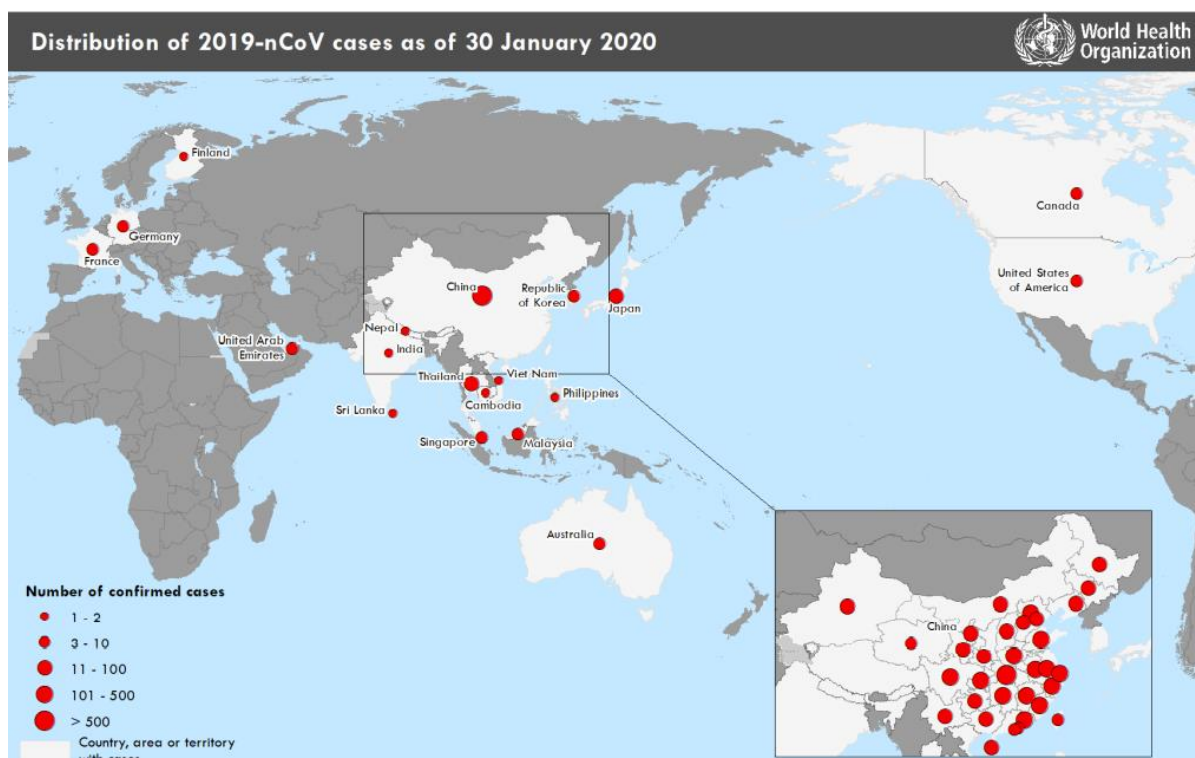 Distribution of 2019-nCoV cases as of 30 January 2020
World Health
Organization
Finland
Germany
France
Canada
United States
of America
China
Republic
of Korea
Japan
Nepal
India
United Arab
Emirates
Thailand
Viet Nam
Cambodia
Philippines
Sri Lanka
Singapore
Malaysia
Australia
China
Number of confirmed cases
1 - 2
3 - 10
11 - 100
101 - 500
> 500
Country, area or territory
with cases